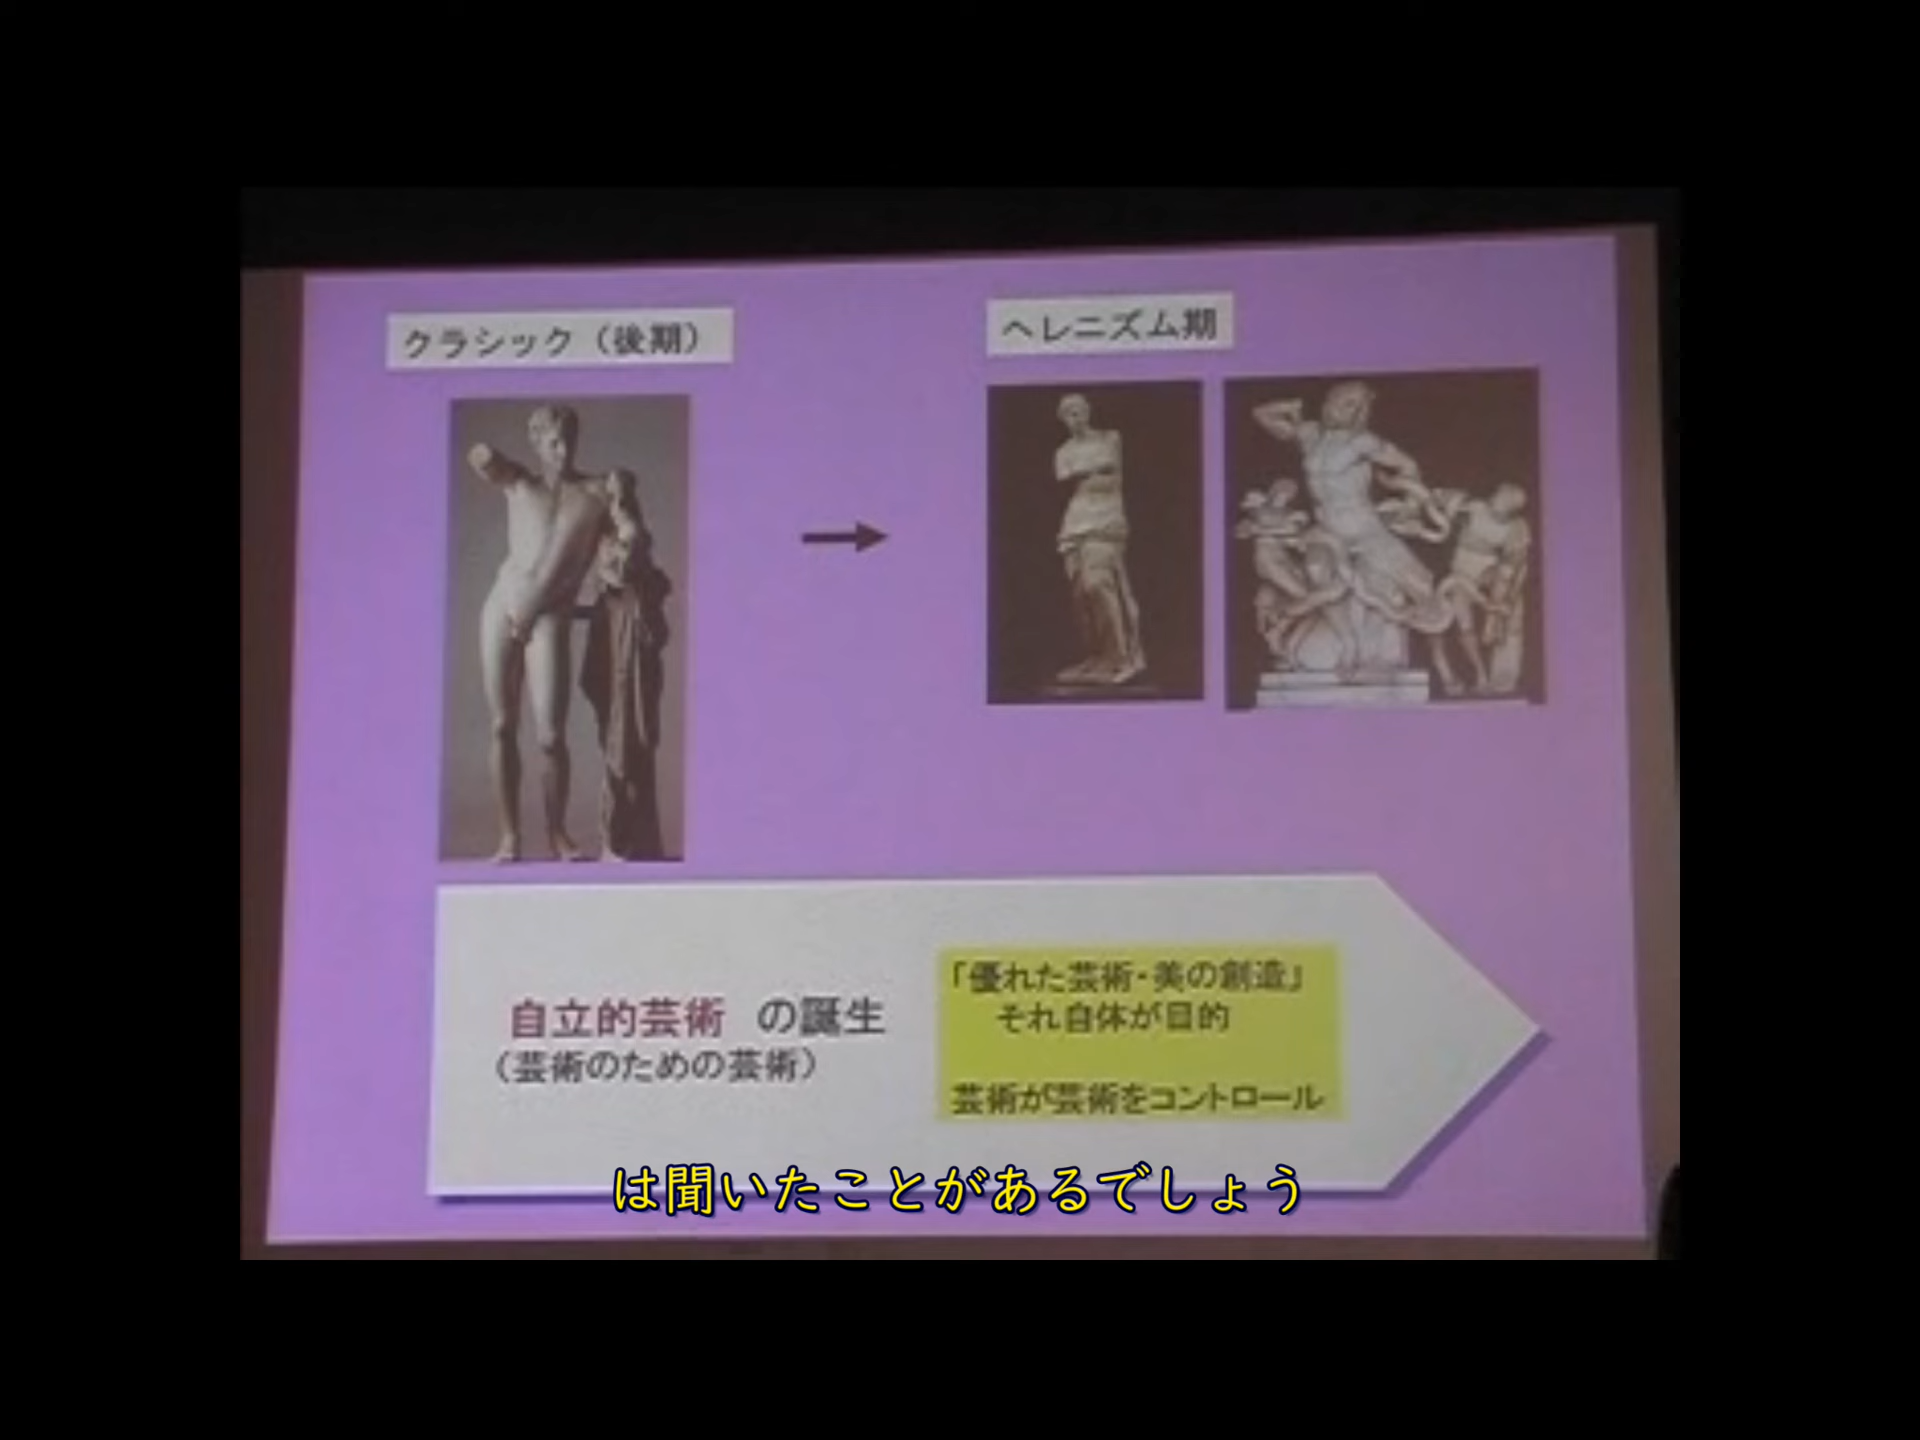 クラシック（後期）
ヘレニズム期
自立的芸術 の誕生
（芸術のための芸術）
「優れた芸術・美の創造」
それ自体が目的
芸術が芸術をコントロール
は聞いたことがあるでしょう